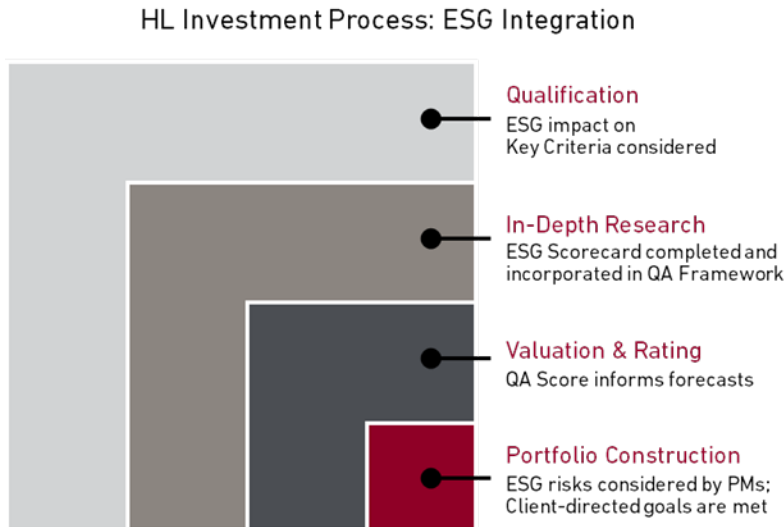 HL Investment Process: ESG Integration
Qualification
ESG impact on
Key Criteria considered
In-Depth Research
ESG Scorecard completed and
incorporated in QA Framework
Valuation & Rating
QA Score informs forecasts
Portfolio Construction
ESG risks considered by PMs;
Client-directed goals are met